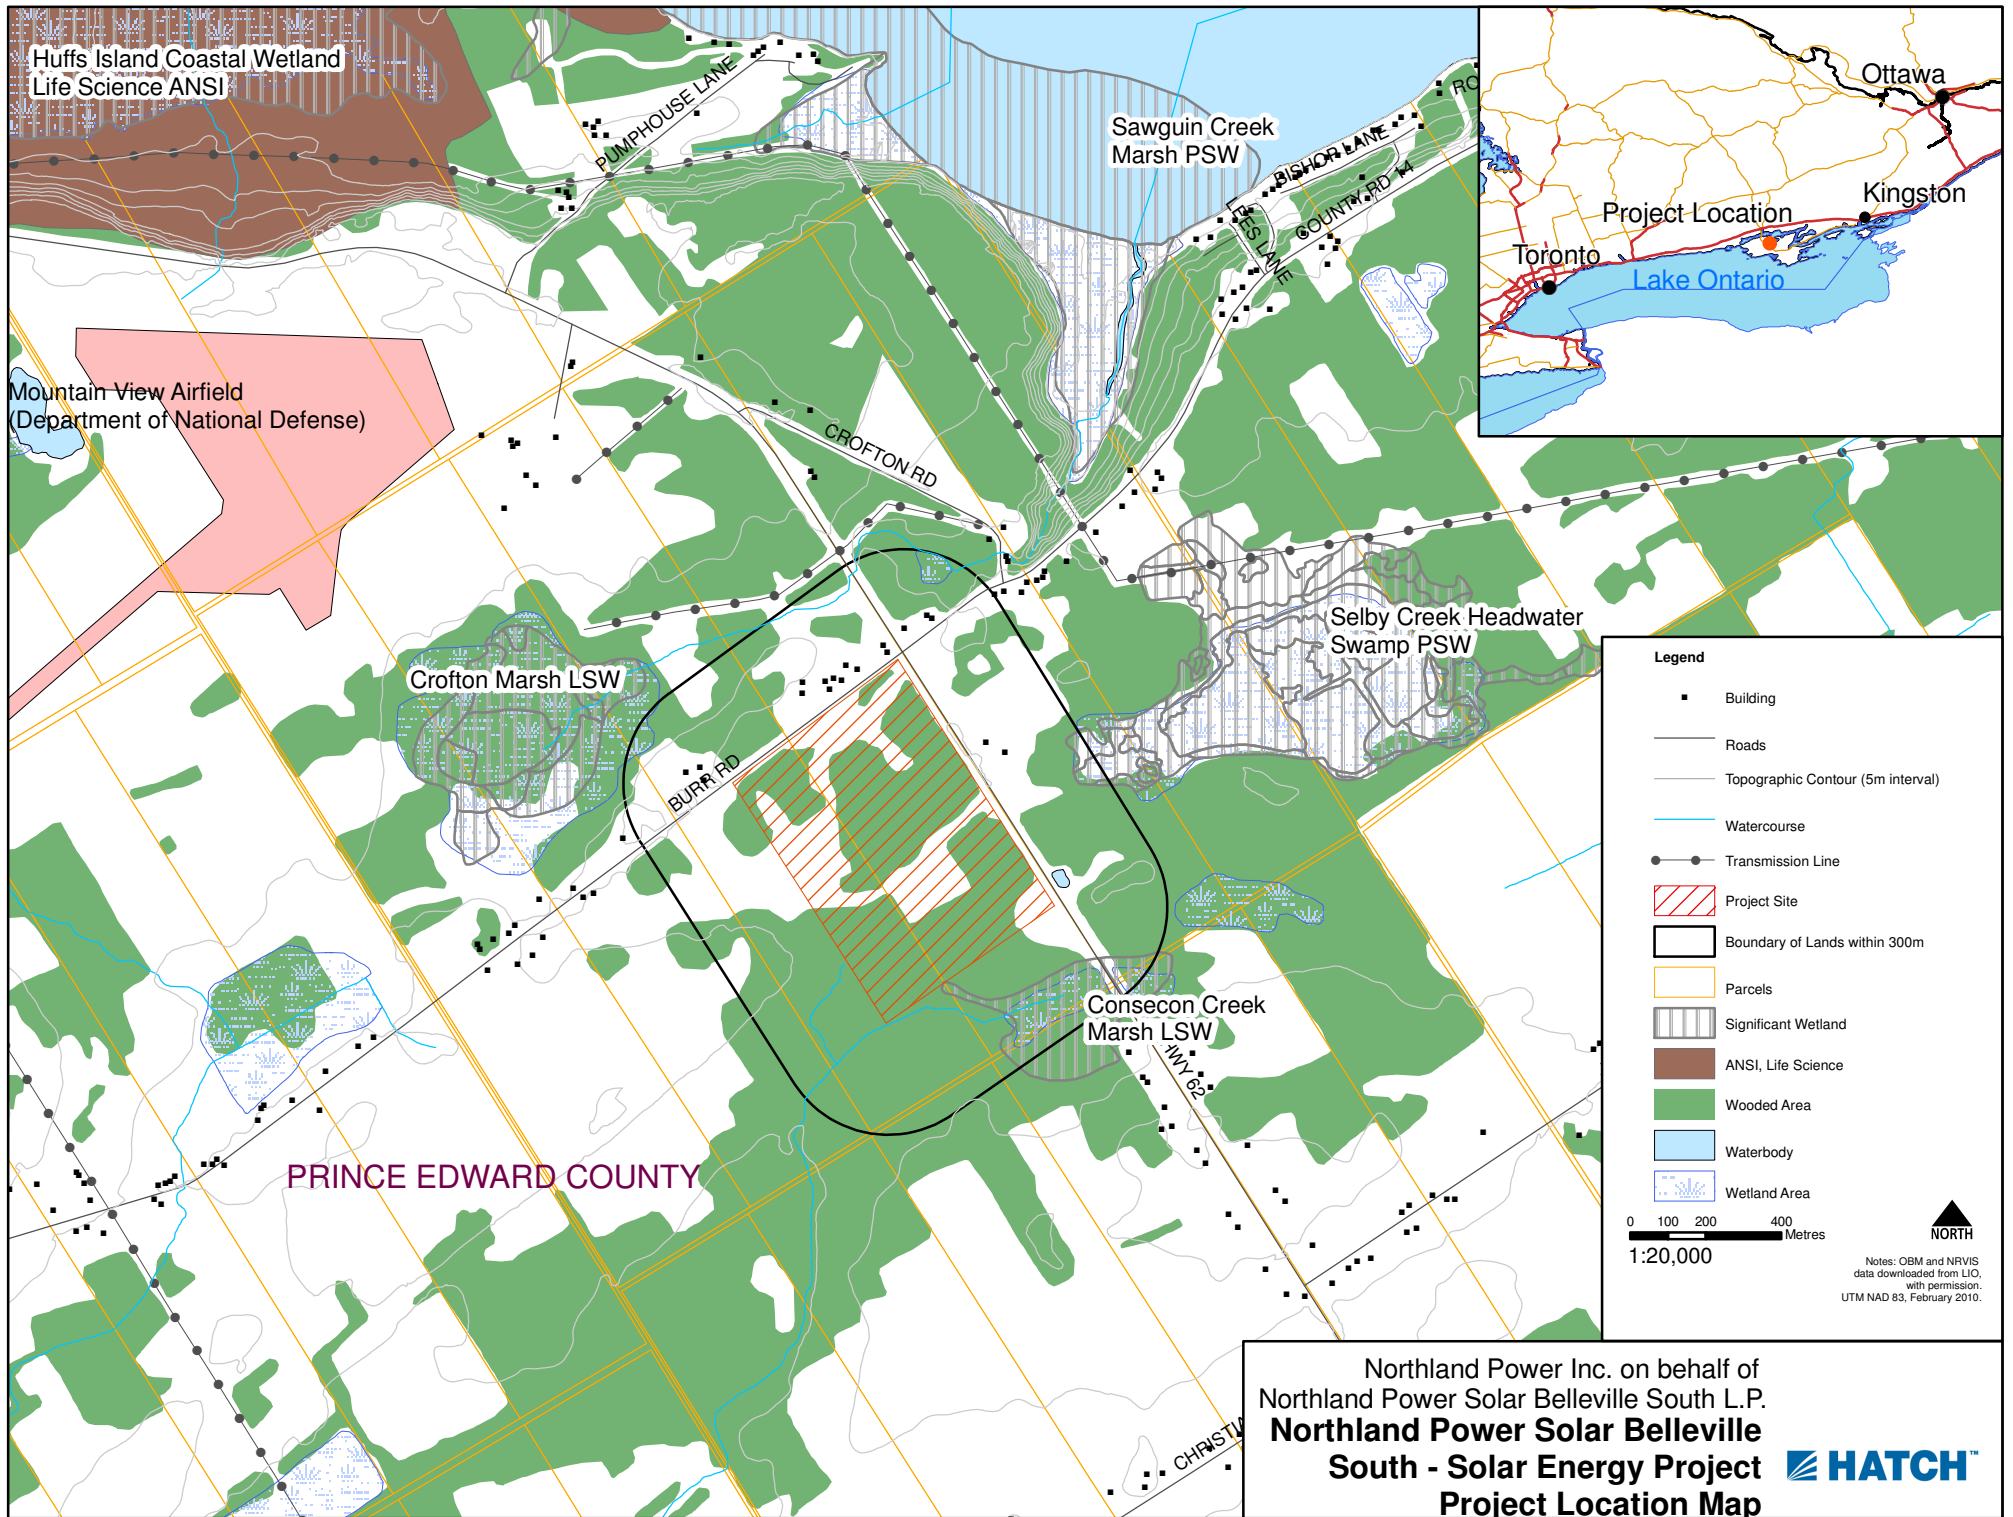 Huffs Island Coastal Wetland
Life Science ANSI
PUMPHOUSE LANE
Sawguin Creek
Marsh PSW
BISHOP LANE
LEES LANE
COUNTY RD 14
RO
Ottawa
Kingston
Project Location
Toronto
Lake Ontario
Mountain View Airfield
(Department of National Defense)
CROFTON RD
Selby Creek Headwater
Swamp PSW
Crofton Marsh LSW
BURR RD
Consecon Creek
Marsh LSW
HWY 62
PRINCE EDWARD COUNTY
CHRISTIA
Legend
Building
Roads
Topographic Contour (5m interval)
Watercourse
Transmission Line
Project Site
Boundary of Lands within 300m
Parcels
Significant Wetland
ANSI, Life Science
Wooded Area
Waterbody
Wetland Area
0 100 200 400
Metres
1:20,000
NORTH
Notes: OBM and NRVIS
data downloaded from LIO,
with permission.
UTM NAD 83, February 2010.
Northland Power Inc. on behalf of
Northland Power Solar Belleville South L.P.
Northland Power Solar Belleville
South - Solar Energy Project
Project Location Map
HATCH™